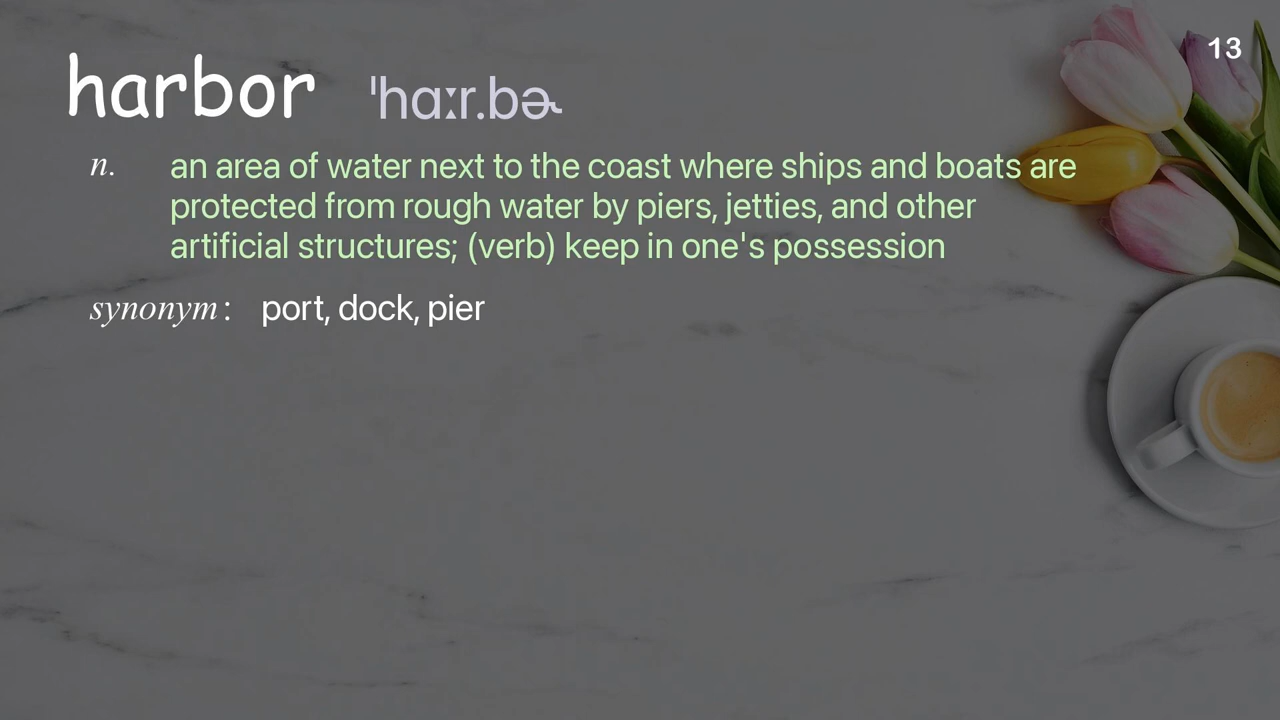 13
harbor ˈhɑːr.bɚ
n. an area of water next to the coast where ships and boats are
protected from rough water by piers, jetties, and other
artificial structures; (verb) keep in one's possession
synonym: port, dock, pier